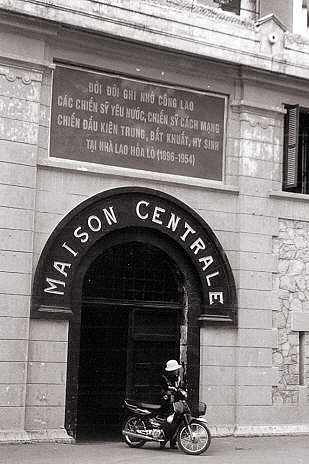 ĐỜI ĐỜI GHI NHỚ CÔNG LAO
CÁC CHIẾN SỸ YÊU NƯỚC, CHIẾN SỸ CÁCH MẠNG
CHIẾN ĐẤU KIÊN TRUNG, BẤT KHUẤT, HY SINH
TẠI NHÀ LAO HỎA LÒ (1896-1954)
MAISON CENTRALE